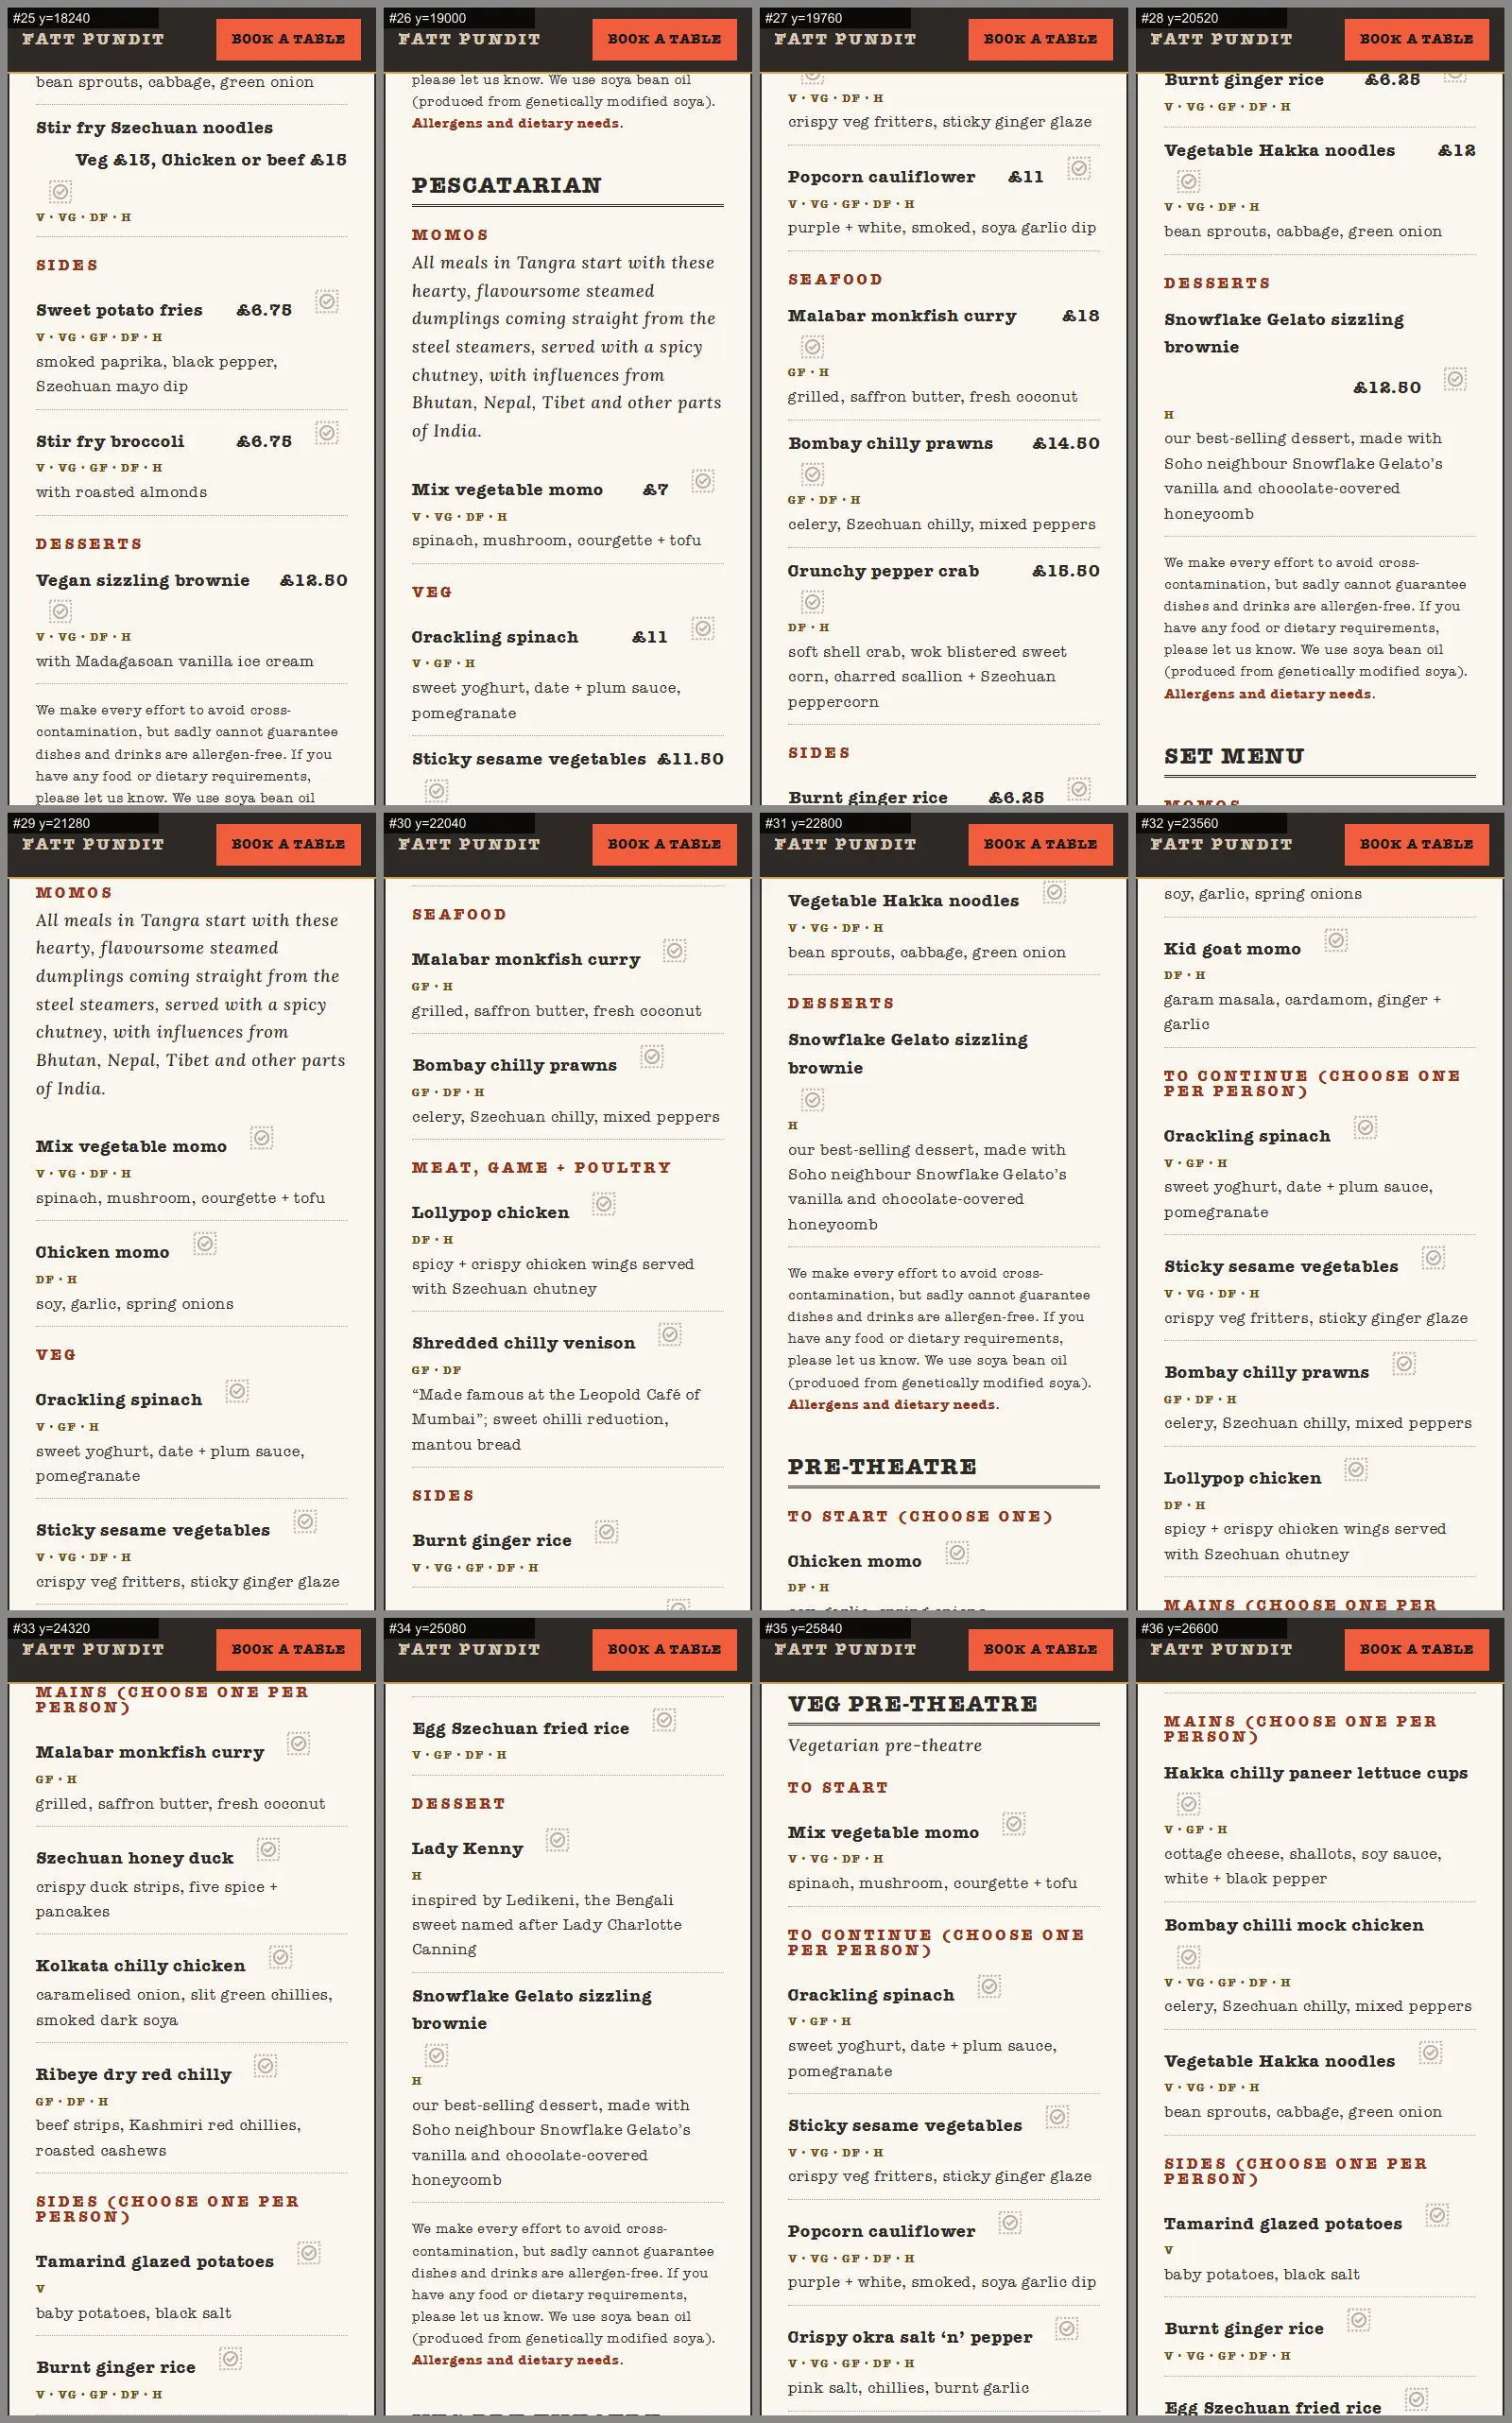 #25 y=18240
FATT PUNDIT
BOOK A TABLE
bean sprouts, cabbage, green onion
Stir fry Szechuan noodles
Veg £13, Chicken or beef £15
V · VG · DF · H
SIDES
Sweet potato fries £6.75
V · VG · GF · DF · H
smoked paprika, black pepper,
Szechuan mayo dip
Stir fry broccoli £6.75
V · VG · GF · DF · H
with roasted almonds
DESSERTS
Vegan sizzling brownie £12.50
V · VG · DF · H
with Madagascan vanilla ice cream
We make every effort to avoid cross-
contamination, but sadly cannot guarantee
dishes and drinks are allergen-free. If you
have any food or dietary requirements,
please let us know. We use soya bean oil
#26 y=19000
FATT PUNDIT
BOOK A TABLE
please let us know. We use soya bean oil
(produced from genetically modified soya).
Allergens and dietary needs.
PESCATARIAN
MOMOS
All meals in Tangra start with these
hearty, flavoursome steamed
dumplings coming straight from the
steel steamers, served with a spicy
chutney, with influences from
Bhutan, Nepal, Tibet and other parts
of India.
Mix vegetable momo £7
V · VG · DF · H
spinach, mushroom, courgette + tofu
VEG
Crackling spinach £11
V · GF · H
sweet yoghurt, date + plum sauce,
pomegranate
Sticky sesame vegetables £11.50
#27 y=19760
FATT PUNDIT
BOOK A TABLE
V · VG · DF · H
crispy veg fritters, sticky ginger glaze
Popcorn cauliflower £11
V · VG · GF · DF · H
purple + white, smoked, soya garlic dip
SEAFOOD
Malabar monkfish curry £18
GF · H
grilled, saffron butter, fresh coconut
Bombay chilly prawns £14.50
GF · DF · H
celery, Szechuan chilly, mixed peppers
Crunchy pepper crab £15.50
DF · H
soft shell crab, wok blistered sweet
corn, charred scallion + Szechuan
peppercorn
SIDES
Burnt ginger rice £6.25
#28 y=20520
FATT PUNDIT
BOOK A TABLE
Burnt ginger rice £6.25
V · VG · GF · DF · H
Vegetable Hakka noodles £12
V · VG · DF · H
bean sprouts, cabbage, green onion
DESSERTS
Snowflake Gelato sizzling
brownie
£12.50
H
our best-selling dessert, made with
Soho neighbour Snowflake Gelato's
vanilla and chocolate-covered
honeycomb
We make every effort to avoid cross-
contamination, but sadly cannot guarantee
dishes and drinks are allergen-free. If you
have any food or dietary requirements,
please let us know. We use soya bean oil
(produced from genetically modified soya).
Allergens and dietary needs.
SET MENU
MOMOS
#29 y=21280
FATT PUNDIT
BOOK A TABLE
MOMOS
All meals in Tangra start with these
hearty, flavoursome steamed
dumplings coming straight from the
steel steamers, served with a spicy
chutney, with influences from
Bhutan, Nepal, Tibet and other parts
of India.
Mix vegetable momo
V · VG · DF · H
spinach, mushroom, courgette + tofu
Chicken momo
DF · H
soy, garlic, spring onions
VEG
Crackling spinach
V · GF · H
sweet yoghurt, date + plum sauce,
pomegranate
Sticky sesame vegetables
V · VG · DF · H
crispy veg fritters, sticky ginger glaze
#30 y=22040
FATT PUNDIT
BOOK A TABLE
SEAFOOD
Malabar monkfish curry
GF · H
grilled, saffron butter, fresh coconut
Bombay chilly prawns
GF · DF · H
celery, Szechuan chilly, mixed peppers
MEAT, GAME + POULTRY
Lollypop chicken
DF · H
spicy + crispy chicken wings served
with Szechuan chutney
Shredded chilly venison
GF · DF
“Made famous at the Leopold Café of
Mumbai”; sweet chilli reduction,
mantou bread
SIDES
Burnt ginger rice
V · VG · GF · DF · H
#31 y=22800
FATT PUNDIT
BOOK A TABLE
Vegetable Hakka noodles
V · VG · DF · H
bean sprouts, cabbage, green onion
DESSERTS
Snowflake Gelato sizzling
brownie
H
our best-selling dessert, made with
Soho neighbour Snowflake Gelato's
vanilla and chocolate-covered
honeycomb
We make every effort to avoid cross-
contamination, but sadly cannot guarantee
dishes and drinks are allergen-free. If you
have any food or dietary requirements,
please let us know. We use soya bean oil
(produced from genetically modified soya).
Allergens and dietary needs.
PRE-THEATRE
TO START (CHOOSE ONE)
Chicken momo
DF · H
soy, garlic, spring onions
#32 y=23560
FATT PUNDIT
BOOK A TABLE
soy, garlic, spring onions
Kid goat momo
DF · H
garam masala, cardamom, ginger +
garlic
TO CONTINUE (CHOOSE ONE
PER PERSON)
Crackling spinach
V · GF · H
sweet yoghurt, date + plum sauce,
pomegranate
Sticky sesame vegetables
V · VG · DF · H
crispy veg fritters, sticky ginger glaze
Bombay chilly prawns
GF · DF · H
celery, Szechuan chilly, mixed peppers
Lollypop chicken
DF · H
spicy + crispy chicken wings served
with Szechuan chutney
MAINS (CHOOSE ONE PER
#33 y=24320
FATT PUNDIT
BOOK A TABLE
MAINS (CHOOSE ONE PER
PERSON)
Malabar monkfish curry
GF · H
grilled, saffron butter, fresh coconut
Szechuan honey duck
crispy duck strips, five spice +
pancakes
Kolkata chilly chicken
caramelised onion, slit green chillies,
smoked dark soya
Ribeye dry red chilly
GF · DF · H
beef strips, Kashmiri red chillies,
roasted cashews
SIDES (CHOOSE ONE PER
PERSON)
Tamarind glazed potatoes
V
baby potatoes, black salt
Burnt ginger rice
V · VG · GF · DF · H
#34 y=25080
FATT PUNDIT
BOOK A TABLE
Egg Szechuan fried rice
V · GF · DF · H
DESSERT
Lady Kenny
H
inspired by Ledikeni, the Bengali
sweet named after Lady Charlotte
Canning
Snowflake Gelato sizzling
brownie
H
our best-selling dessert, made with
Soho neighbour Snowflake Gelato's
vanilla and chocolate-covered
honeycomb
We make every effort to avoid cross-
contamination, but sadly cannot guarantee
dishes and drinks are allergen-free. If you
have any food or dietary requirements,
please let us know. We use soya bean oil
(produced from genetically modified soya).
Allergens and dietary needs.
VEG PRE-THEATRE
#35 y=25840
FATT PUNDIT
BOOK A TABLE
VEG PRE-THEATRE
Vegetarian pre-theatre
TO START
Mix vegetable momo
V · VG · DF · H
spinach, mushroom, courgette + tofu
TO CONTINUE (CHOOSE ONE
PER PERSON)
Crackling spinach
V · GF · H
sweet yoghurt, date + plum sauce,
pomegranate
Sticky sesame vegetables
V · VG · DF · H
crispy veg fritters, sticky ginger glaze
Popcorn cauliflower
V · VG · GF · DF · H
purple + white, smoked, soya garlic dip
Crispy okra salt ‘n’ pepper
V · VG · GF · DF · H
pink salt, chillies, burnt garlic
#36 y=26600
FATT PUNDIT
BOOK A TABLE
MAINS (CHOOSE ONE PER
PERSON)
Hakka chilly paneer lettuce cups
V · GF · H
cottage cheese, shallots, soy sauce,
white + black pepper
Bombay chilli mock chicken
V · VG · GF · DF · H
celery, Szechuan chilly, mixed peppers
Vegetable Hakka noodles
V · VG · DF · H
bean sprouts, cabbage, green onion
SIDES (CHOOSE ONE PER
PERSON)
Tamarind glazed potatoes
V
baby potatoes, black salt
Burnt ginger rice
V · VG · GF · DF · H
Egg Szechuan fried rice